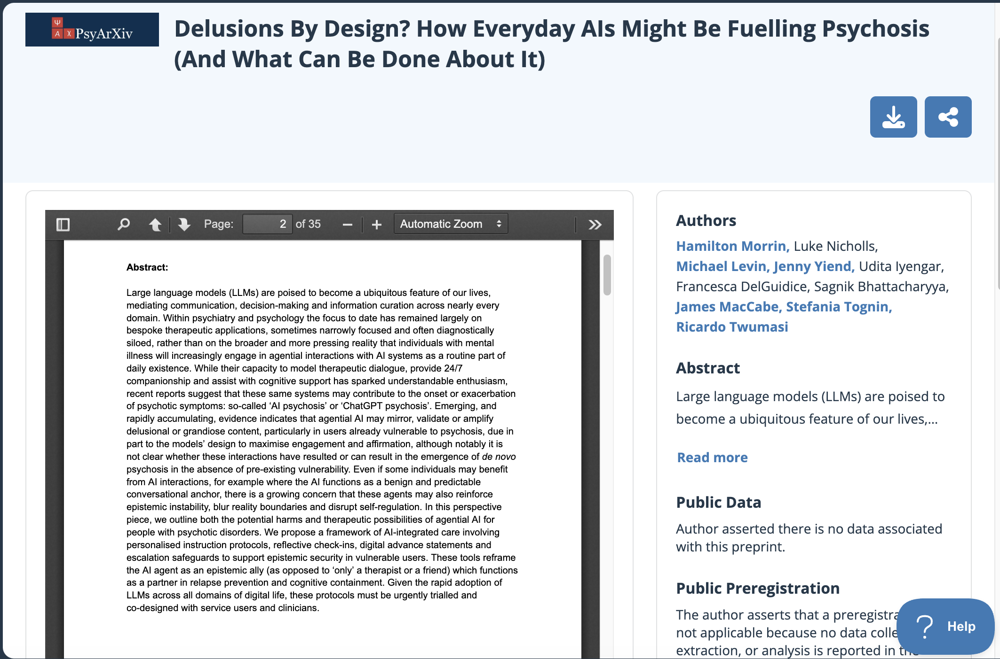 Ψ
Α Χ PsyArXiv
Delusions By Design? How Everyday AIs Might Be Fuelling Psychosis
(And What Can Be Done About It)
Page: 2 of 35 Automatic Zoom
Abstract:
Large language models (LLMs) are poised to become a ubiquitous feature of our lives,
mediating communication, decision-making and information curation across nearly every
domain. Within psychiatry and psychology the focus to date has remained largely on
bespoke therapeutic applications, sometimes narrowly focused and often diagnostically
siloed, rather than on the broader and more pressing reality that individuals with mental
illness will increasingly engage in agential interactions with AI systems as a routine part of
daily existence. While their capacity to model therapeutic dialogue, provide 24/7
companionship and assist with cognitive support has sparked understandable enthusiasm,
recent reports suggest that these same systems may contribute to the onset or exacerbation
of psychotic symptoms: so-called ‘AI psychosis’ or ‘ChatGPT psychosis’. Emerging, and
rapidly accumulating, evidence indicates that agential AI may mirror, validate or amplify
delusional or grandiose content, particularly in users already vulnerable to psychosis, due in
part to the models’ design to maximise engagement and affirmation, although notably it is
not clear whether these interactions have resulted or can result in the emergence of de novo
psychosis in the absence of pre-existing vulnerability. Even if some individuals may benefit
from AI interactions, for example where the AI functions as a benign and predictable
conversational anchor, there is a growing concern that these agents may also reinforce
epistemic instability, blur reality boundaries and disrupt self-regulation. In this perspective
piece, we outline both the potential harms and therapeutic possibilities of agential AI for
people with psychotic disorders. We propose a framework of AI-integrated care involving
personalised instruction protocols, reflective check-ins, digital advance statements and
escalation safeguards to support epistemic security in vulnerable users. These tools reframe
the AI agent as an epistemic ally (as opposed to ‘only’ a therapist or a friend) which functions
as a partner in relapse prevention and cognitive containment. Given the rapid adoption of
LLMs across all domains of digital life, these protocols must be urgently trialled and
co-designed with service users and clinicians.
Authors
Hamilton Morrin, Luke Nicholls,
Michael Levin, Jenny Yiend, Udita Iyengar,
Francesca DelGuidice, Sagnik Bhattacharyya,
James MacCabe, Stefania Tognin,
Ricardo Twumasi
Abstract
Large language models (LLMs) are poised to
become a ubiquitous feature of our lives,...
Read more
Public Data
Author asserted there is no data associated
with this preprint.
Public Preregistration
The author asserts that a preregistra
not applicable because no data colle
extraction, or analysis is reported in
? Help